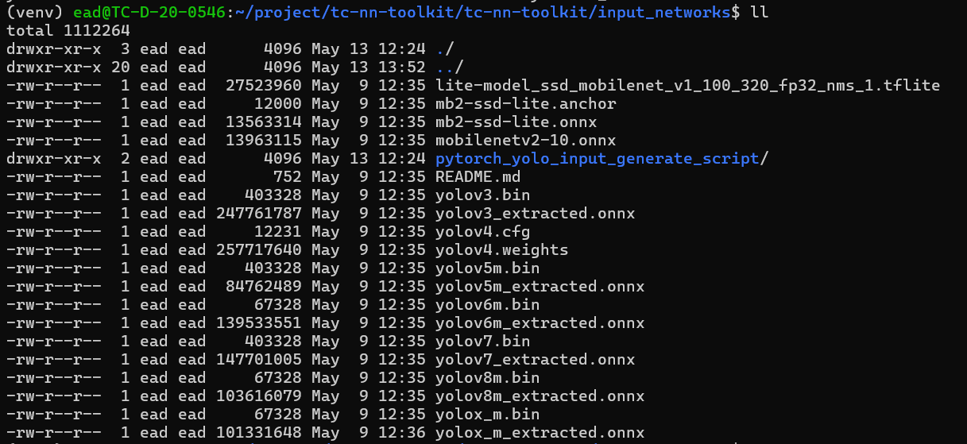 (venv) ead@TC-D-20-0546:~/project/tc-nn-toolkit/tc-nn-toolkit/input_networks$ ll
total 1112264
drwxr-xr-x  3 ead ead      4096 May 13 12:24 ./
drwxr-xr-x 20 ead ead      4096 May 13 13:52 ../
-rw-r--r--  1 ead ead  27523960 May  9 12:35 lite-model_ssd_mobilenet_v1_100_320_fp32_nms_1.tflite
-rw-r--r--  1 ead ead     12000 May  9 12:35 mb2-ssd-lite.anchor
-rw-r--r--  1 ead ead  13563314 May  9 12:35 mb2-ssd-lite.onnx
-rw-r--r--  1 ead ead  13963115 May  9 12:35 mobilenetv2-10.onnx
drwxr-xr-x  2 ead ead      4096 May 13 12:24 pytorch_yolo_input_generate_script/
-rw-r--r--  1 ead ead       752 May  9 12:35 README.md
-rw-r--r--  1 ead ead    403328 May  9 12:35 yolov3.bin
-rw-r--r--  1 ead ead 247761787 May  9 12:35 yolov3_extracted.onnx
-rw-r--r--  1 ead ead     12231 May  9 12:35 yolov4.cfg
-rw-r--r--  1 ead ead 257717640 May  9 12:35 yolov4.weights
-rw-r--r--  1 ead ead    403328 May  9 12:35 yolov5m.bin
-rw-r--r--  1 ead ead  84762489 May  9 12:35 yolov5m_extracted.onnx
-rw-r--r--  1 ead ead     67328 May  9 12:35 yolov6m.bin
-rw-r--r--  1 ead ead 139533551 May  9 12:35 yolov6m_extracted.onnx
-rw-r--r--  1 ead ead    403328 May  9 12:35 yolov7.bin
-rw-r--r--  1 ead ead 147701005 May  9 12:35 yolov7_extracted.onnx
-rw-r--r--  1 ead ead     67328 May  9 12:35 yolov8m.bin
-rw-r--r--  1 ead ead 103616079 May  9 12:35 yolov8m_extracted.onnx
-rw-r--r--  1 ead ead     67328 May  9 12:35 yolox_m.bin
-rw-r--r--  1 ead ead 101331648 May  9 12:36 yolox_m_extracted.onnx